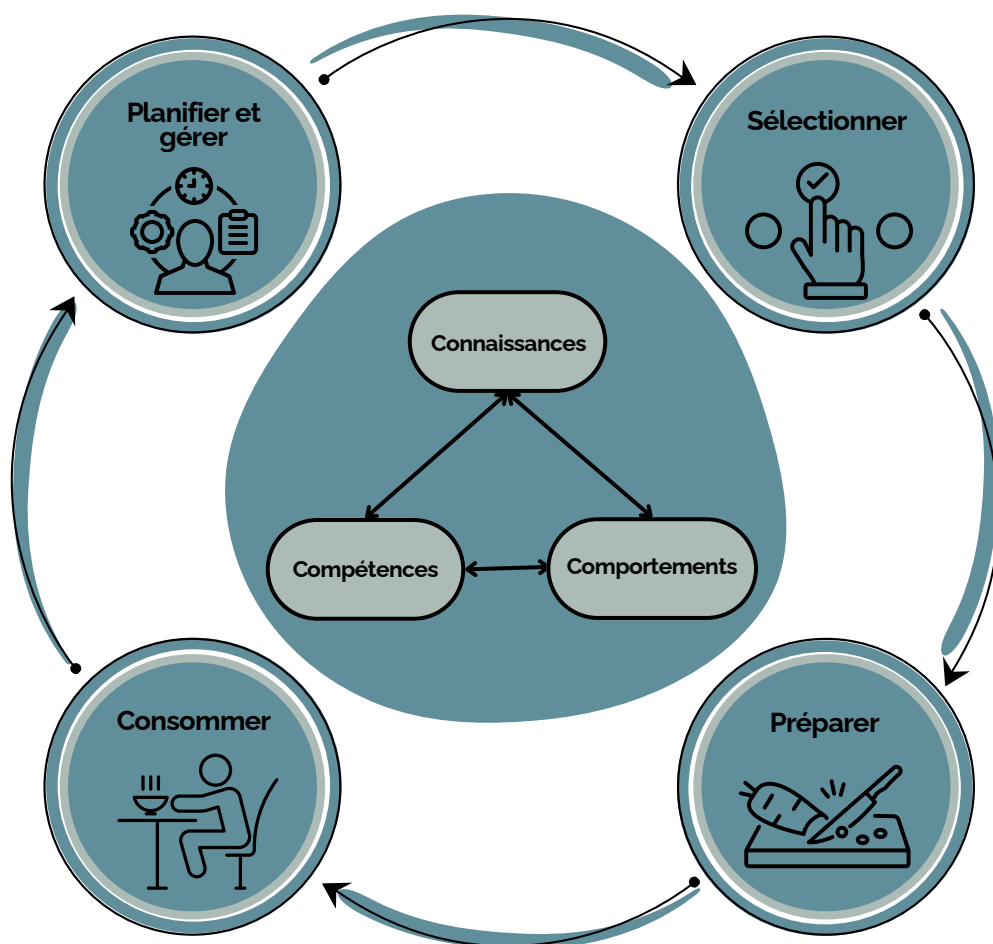 Planifier et
gérer
Sélectionner
Connaissances
Compétences
Comportements
Consommer
Préparer